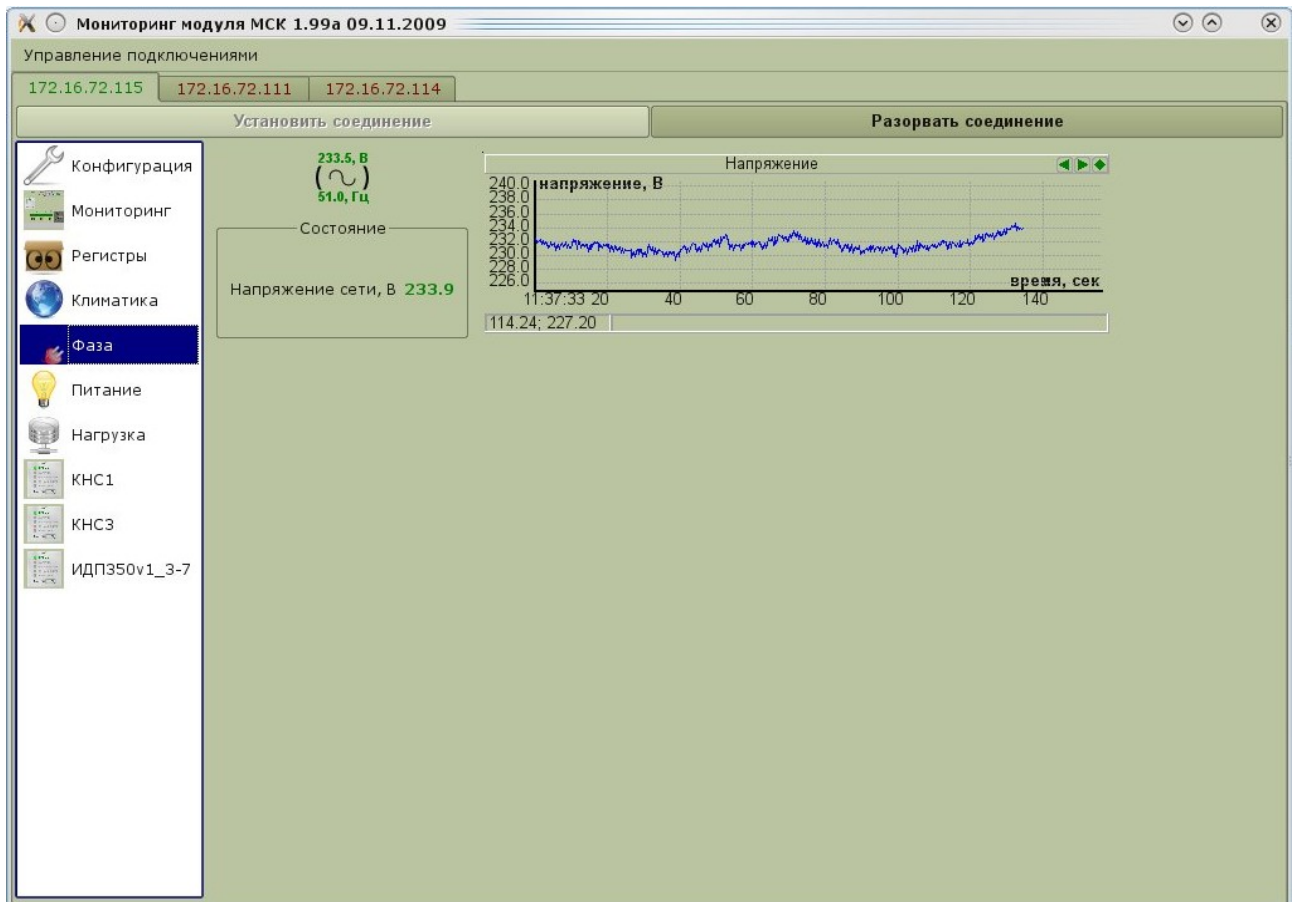 Мониторинг модуля МСК 1.99a 09.11.2009
Управление подключениями
172.16.72.115 172.16.72.111 172.16.72.114
Установить соединение Разорвать соединение
Конфигурация
Мониторинг
Регистры
Климатика
Фаза
Питание
Нагрузка
КНС1
КНС3
ИДП350v1_3-7
233.5, В
51.0, Гц
Состояние
Напряжение сети, В 233.9
Напряжение
напряжение, В
240.0
238.0
236.0
234.0
232.0
230.0
228.0
226.0
время, сек
11:37:33 20 40 60 80 100 120 140
114.24; 227.20